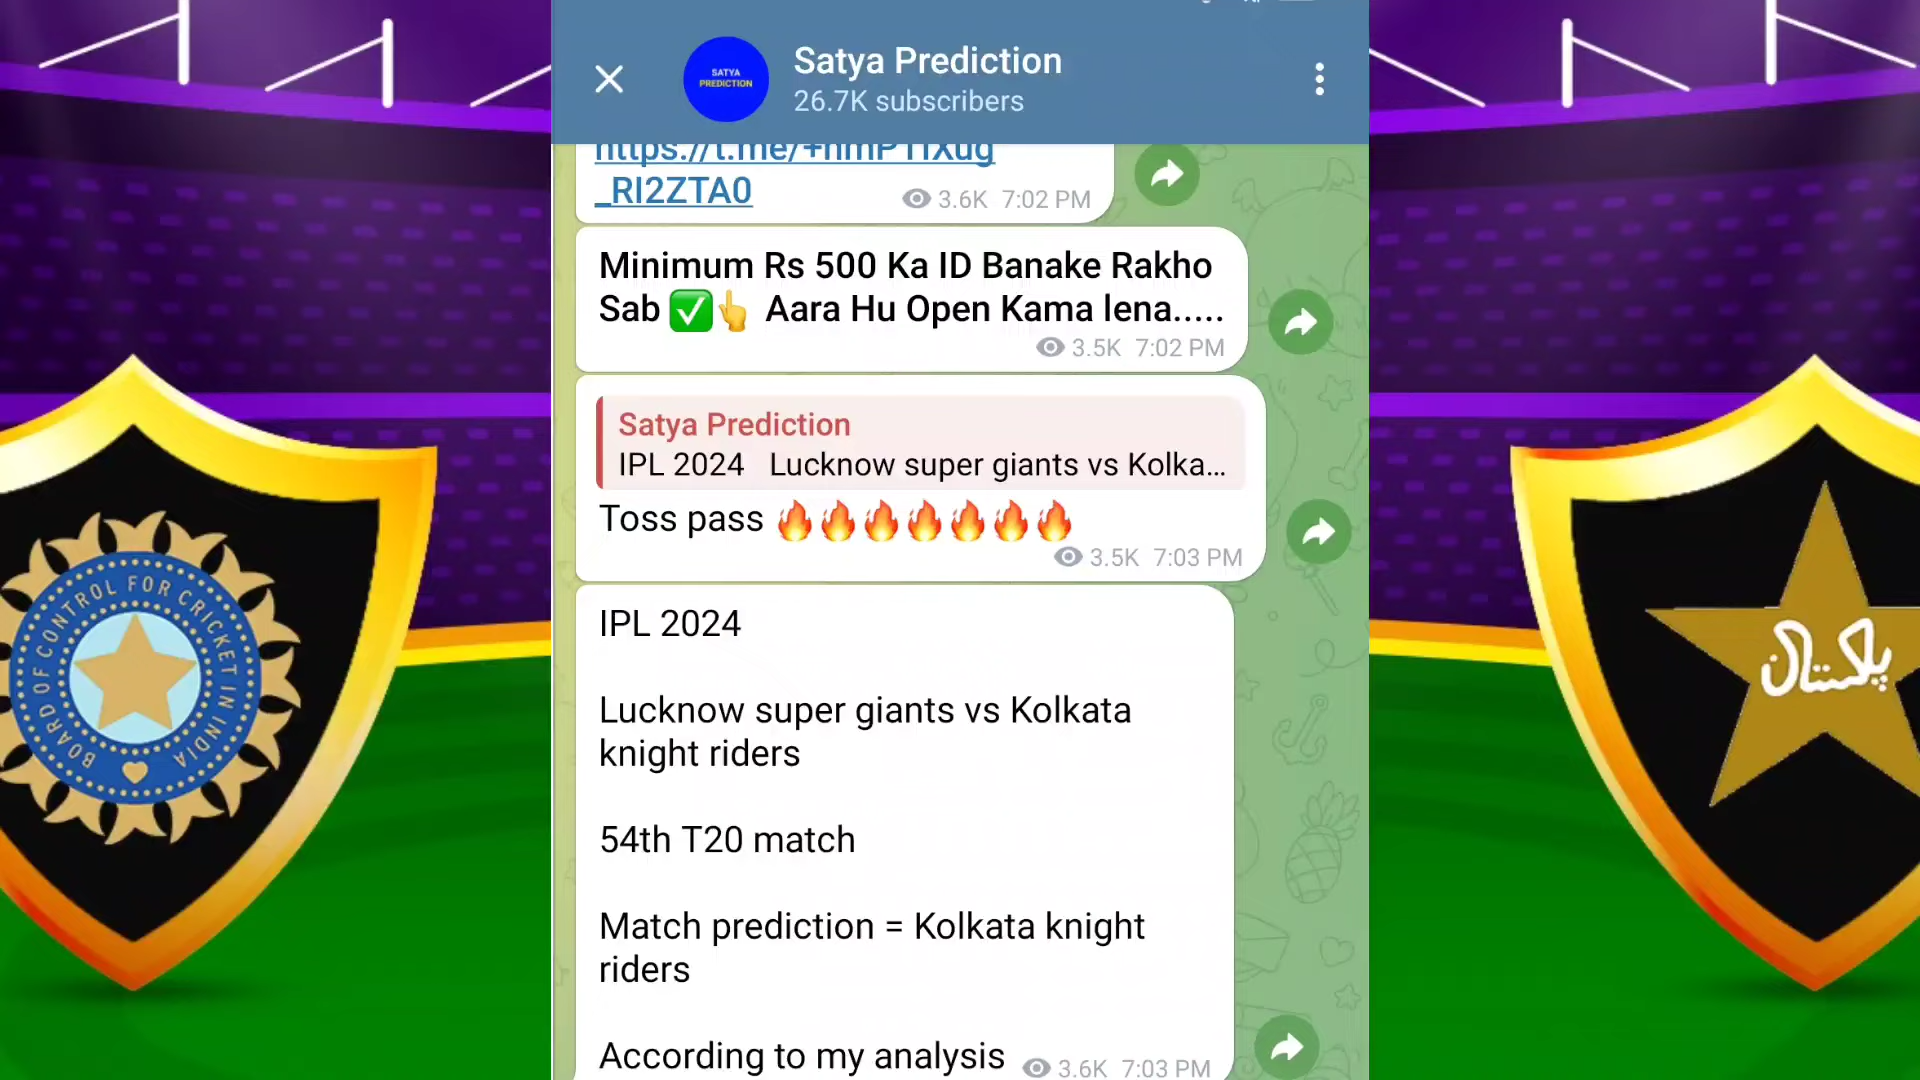 Satya Prediction
26.7K subscribers
SATYA
PREDICTION
_RI2ZTA0
3.6K 7:02 PM
Minimum Rs 500 Ka ID Banake Rakho
Sab ✅👆 Aara Hu Open Kama lena.....
3.5K 7:02 PM
Satya Prediction
IPL 2024 Lucknow super giants vs Kolka...
Toss pass 🔥🔥🔥🔥🔥🔥🔥
3.5K 7:03 PM
IPL 2024
Lucknow super giants vs Kolkata
knight riders
54th T20 match
Match prediction = Kolkata knight
riders
According to my analysis
3.6K 7:03 PM
BOARD OF CONTROL FOR CRICKET IN INDIA
پاکستان